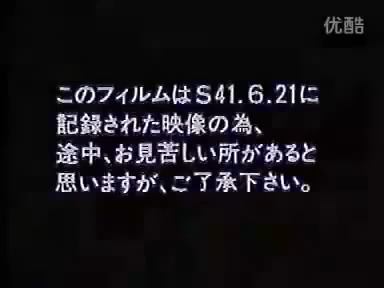 优酷
このフィルムはS41.6.21に
記録された映像の為、
途中、お見苦しい所があると
思いますが、ご了承下さい。